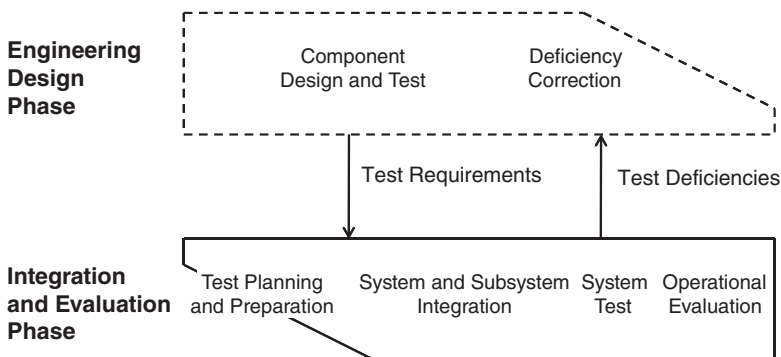 Engineering
Design
Phase
Component
Design and Test
Deficiency
Correction
Test Requirements
Test Deficiencies
Integration
and Evaluation
Phase
Test Planning
and Preparation
System and Subsystem
Integration
System
Test
Operational
Evaluation